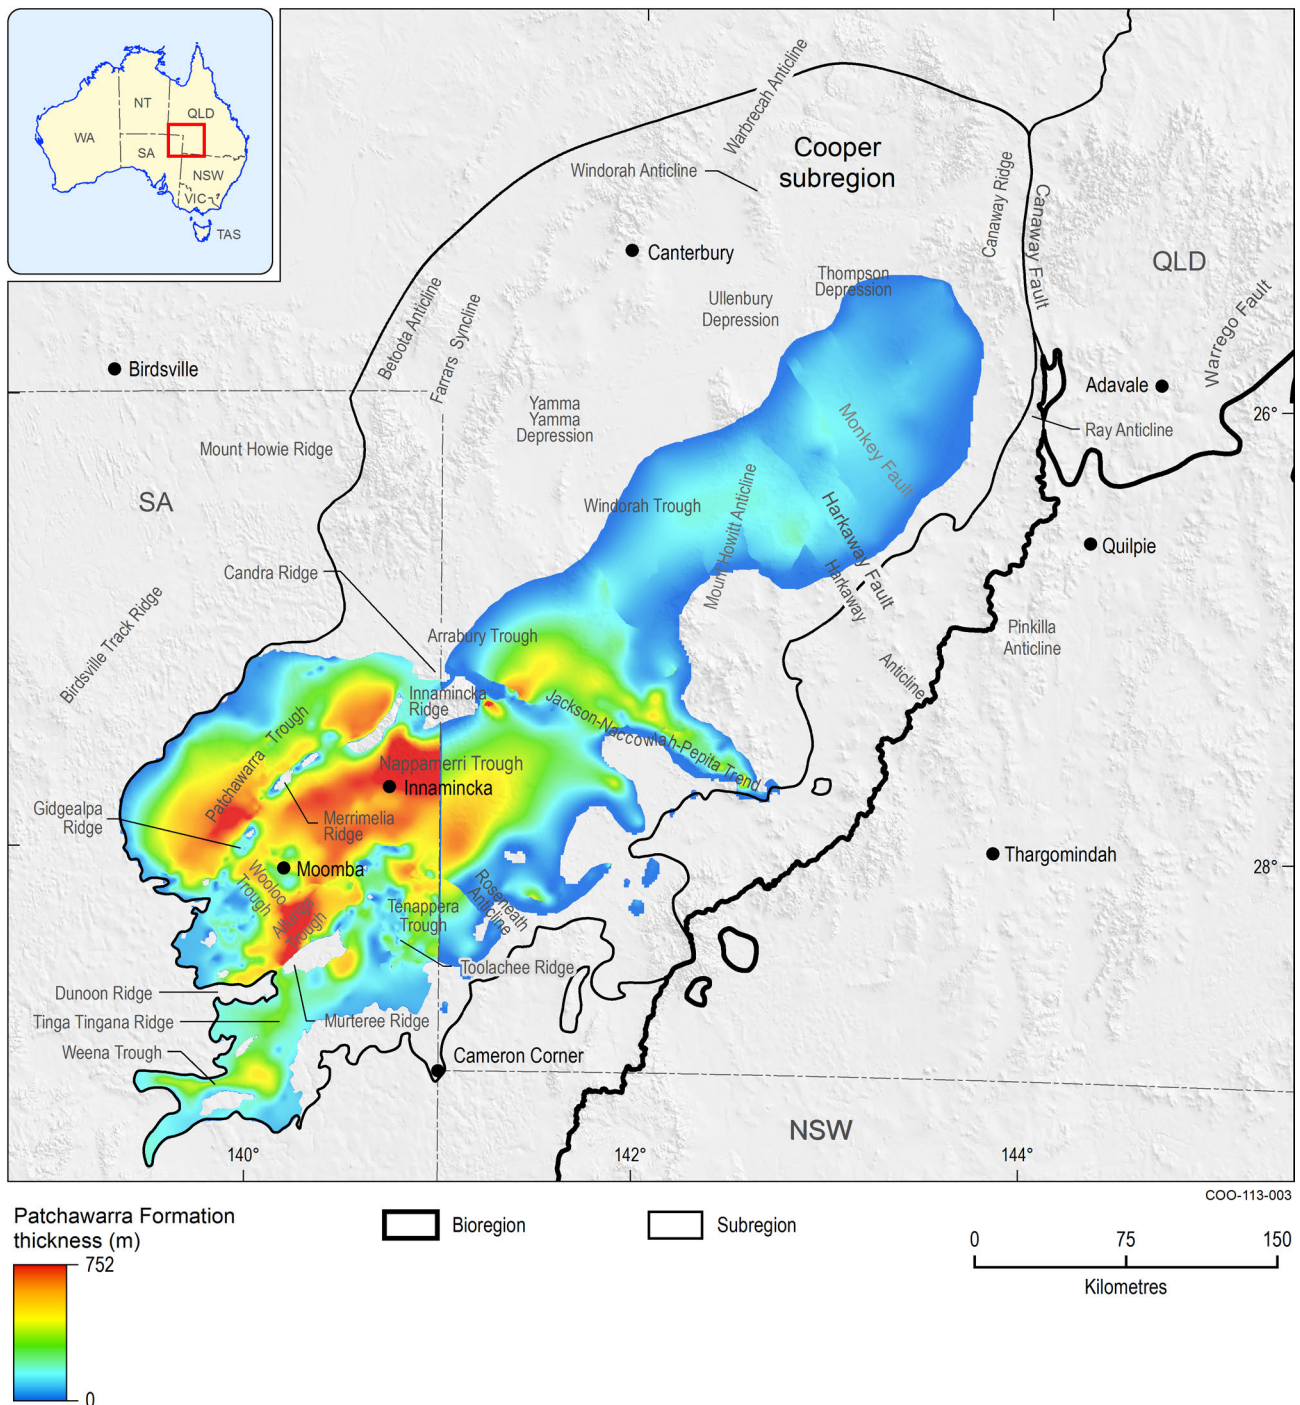 NT
QLD
WA
SA
NSW
VIC
TAS
Warbrecah Anticline
Cooper
subregion
Windorah Anticline
Canaway Ridge
Canaway Fault
Canterbury
QLD
Thompson
Depression
Ullenbury
Depression
Warrego Fault
Betoota Anticline
Farrars Syncline
Birdsville
Adavale
26°
Yamma
Yamma
Depression
Monkey Fault
Ray Anticline
Mount Howie Ridge
SA
Windorah Trough
Mount Howitt Anticline
Harkaway Fault
Quilpie
Candra Ridge
Harkaway
Anticline
Birdsville Track Ridge
Arrabury Trough
Pinkilla
Anticline
Innamincka
Ridge
Jackson-Naccowlah-Pepita Trend
Patchawarra Trough
Nappamerri Trough
Innamincka
Gidgealpa
Ridge
Merrimelia
Ridge
Moomba
Thargomindah
28°
Wooloo
Trough
Allunga
Trough
Tenappera
Trough
Roseneath
Anticline
Toolachee Ridge
Dunoon Ridge
Tinga Tingana Ridge
Murteree Ridge
Weena Trough
Cameron Corner
NSW
140°
142°
144°
COO-113-003
Patchawarra Formation
thickness (m)
752
0
Bioregion
Subregion
0
75
150
Kilometres